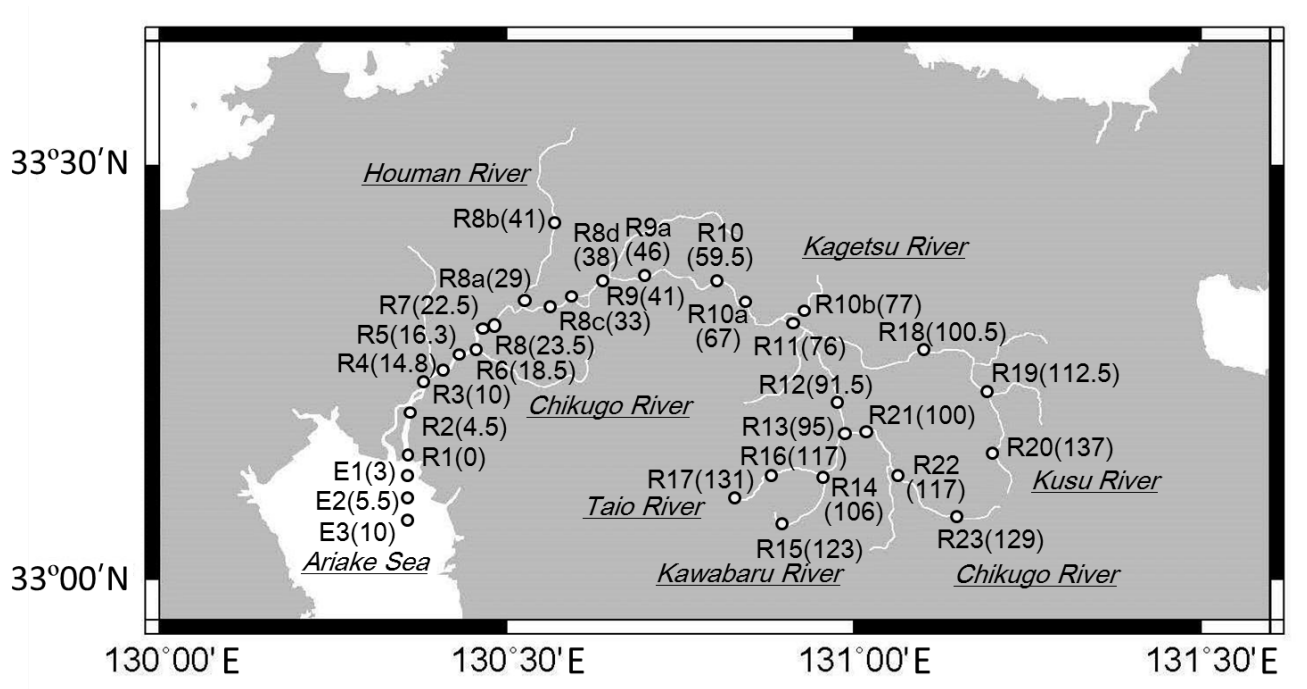 33°30′N
Houman River
R8b(41)
R8d
(38)
R9a
(46)
R10
(59.5)
Kagetsu River
R8a(29)
R9(41)
R7(22.5)
R8c(33)
R10a
(67)
R10b(77)
R5(16.3)
R8(23.5)
R11(76)
R18(100.5)
R4(14.8)
R6(18.5)
R3(10)
R12(91.5)
R19(112.5)
Chikugo River
R2(4.5)
R13(95)
R21(100)
R1(0)
R16(117)
R20(137)
E1(3)
R17(131)
R22
(117)
Kusu River
E2(5.5)
Taio River
R14
(106)
E3(10)
R15(123)
R23(129)
Ariake Sea
Kawabaru River
Chikugo River
33°00′N
130°00′E
130°30′E
131°00′E
131°30′E